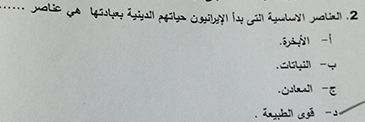 2. العناصر الاساسية التى بدأ الإيرانيون حياتهم الدينية بعبادتها هي عناصر ......
أ- الأبخرة.
ب- النباتات.
ج- المعادن.
د- قوى الطبيعة .